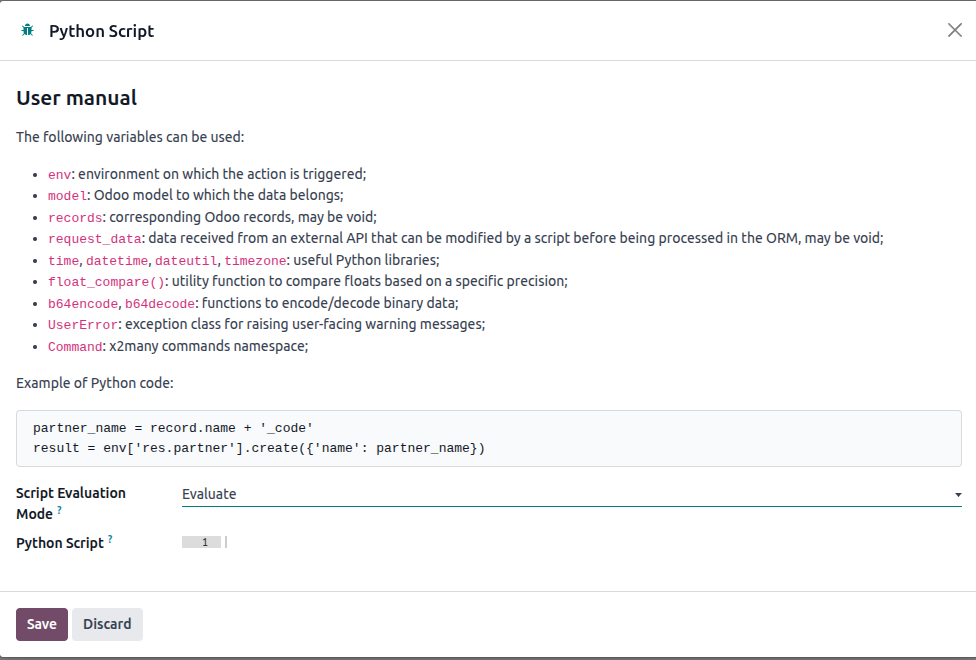 Python Script
User manual
The following variables can be used:
env: environment on which the action is triggered;
model: Odoo model to which the data belongs;
records: corresponding Odoo records, may be void;
request_data: data received from an external API that can be modified by a script before being processed in the ORM, may be void;
time, datetime, dateutil, timezone: useful Python libraries;
float_compare(): utility function to compare floats based on a specific precision;
b64encode, b64decode: functions to encode/decode binary data;
UserError: exception class for raising user-facing warning messages;
Command: x2many commands namespace;
Example of Python code:
partner_name = record.name + '_code'
result = env['res.partner'].create({'name': partner_name})
Script Evaluation
Mode ?
Evaluate
Python Script ?
1
Save
Discard